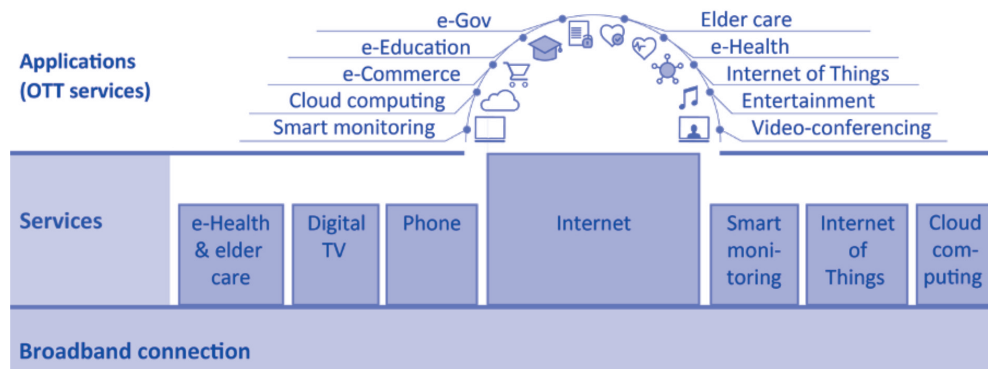 Applications
(OTT services)
e-Gov
e-Education
e-Commerce
Cloud computing
Smart monitoring
Elder care
e-Health
Internet of Things
Entertainment
Video-conferencing
Services
e-Health
& elder
care
Digital
TV
Phone
Internet
Smart
moni-
toring
Internet
of
Things
Cloud
com-
puting
Broadband connection